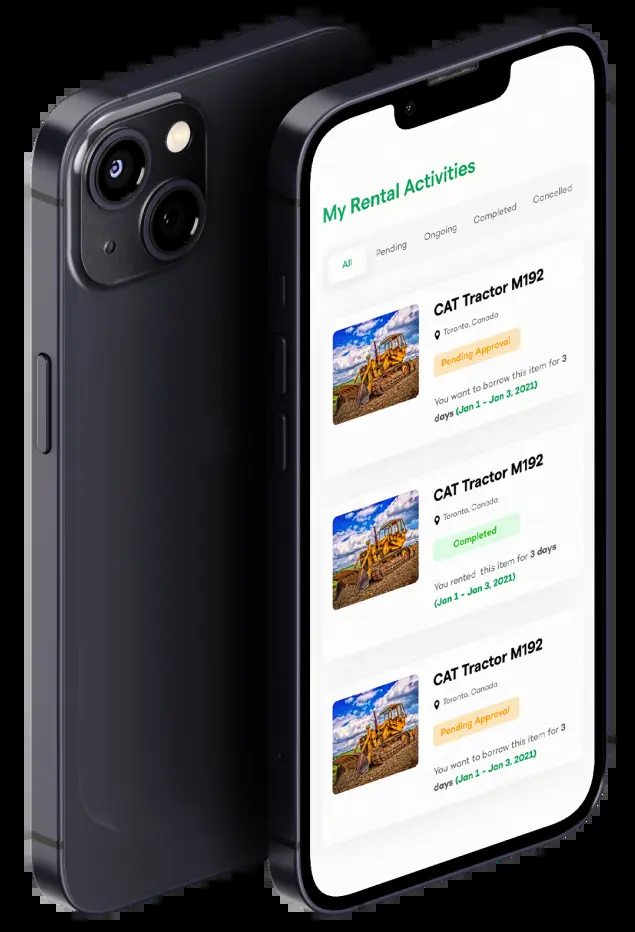 My Rental Activities
All Pending Ongoing Completed Cancelled
CAT Tractor M192
Toronto, Canada
Pending Approval
You want to borrow this item for 3
days (Jan 1 - Jan 3, 2021)
CAT Tractor M192
Toronto, Canada
Completed
You rented this item for 3 days
(Jan 1 - Jan 3, 2021)
CAT Tractor M192
Toronto, Canada
Pending Approval
You want to borrow this item for 3
days (Jan 1 - Jan 3, 2021)